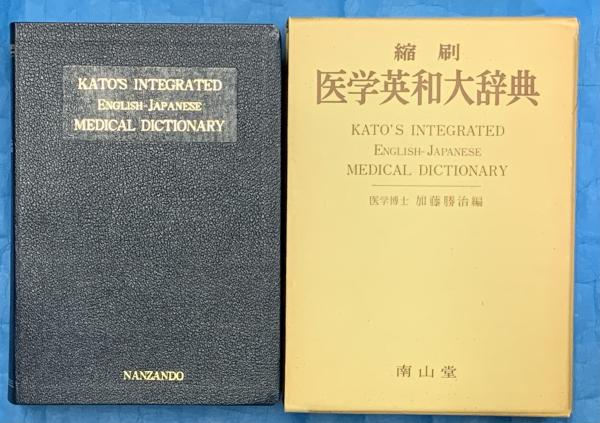 KATO'S INTEGRATED
ENGLISH-JAPANESE
MEDICAL DICTIONARY
NANZANDO
縮刷
医学英和大辞典
KATO'S INTEGRATED
ENGLISH-JAPANESE
MEDICAL DICTIONARY
医学博士 加藤勝治編
南山堂